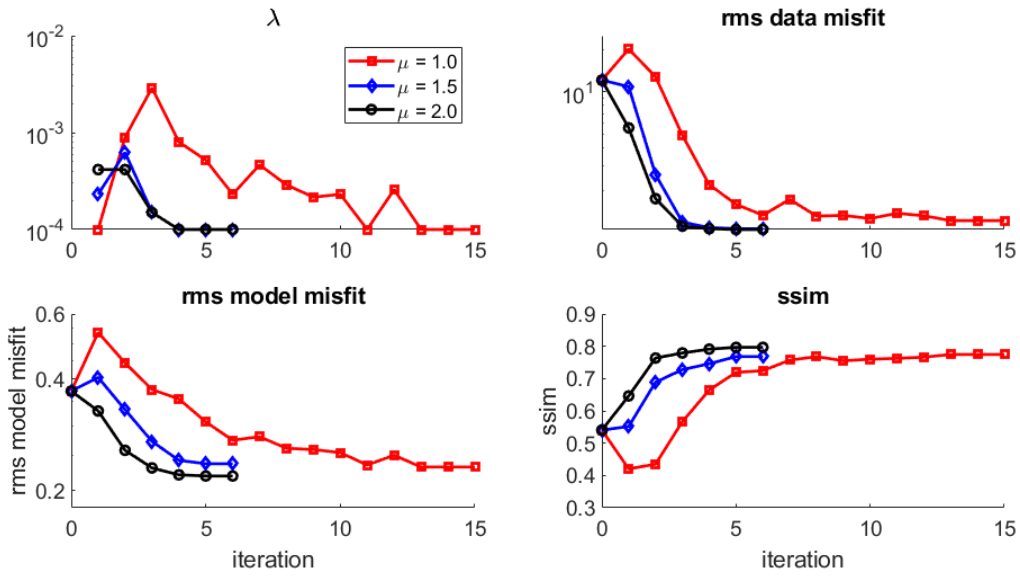 λ
10⁻²
10⁻³
10⁻⁴
0 5 10 15
μ = 1.0
μ = 1.5
μ = 2.0
rms data misfit
10¹
0 5 10 15
rms model misfit
rms model misfit
0.6
0.4
0.2
0 5 10 15
iteration
ssim
ssim
0.9
0.8
0.7
0.6
0.5
0.4
0.3
0 5 10 15
iteration